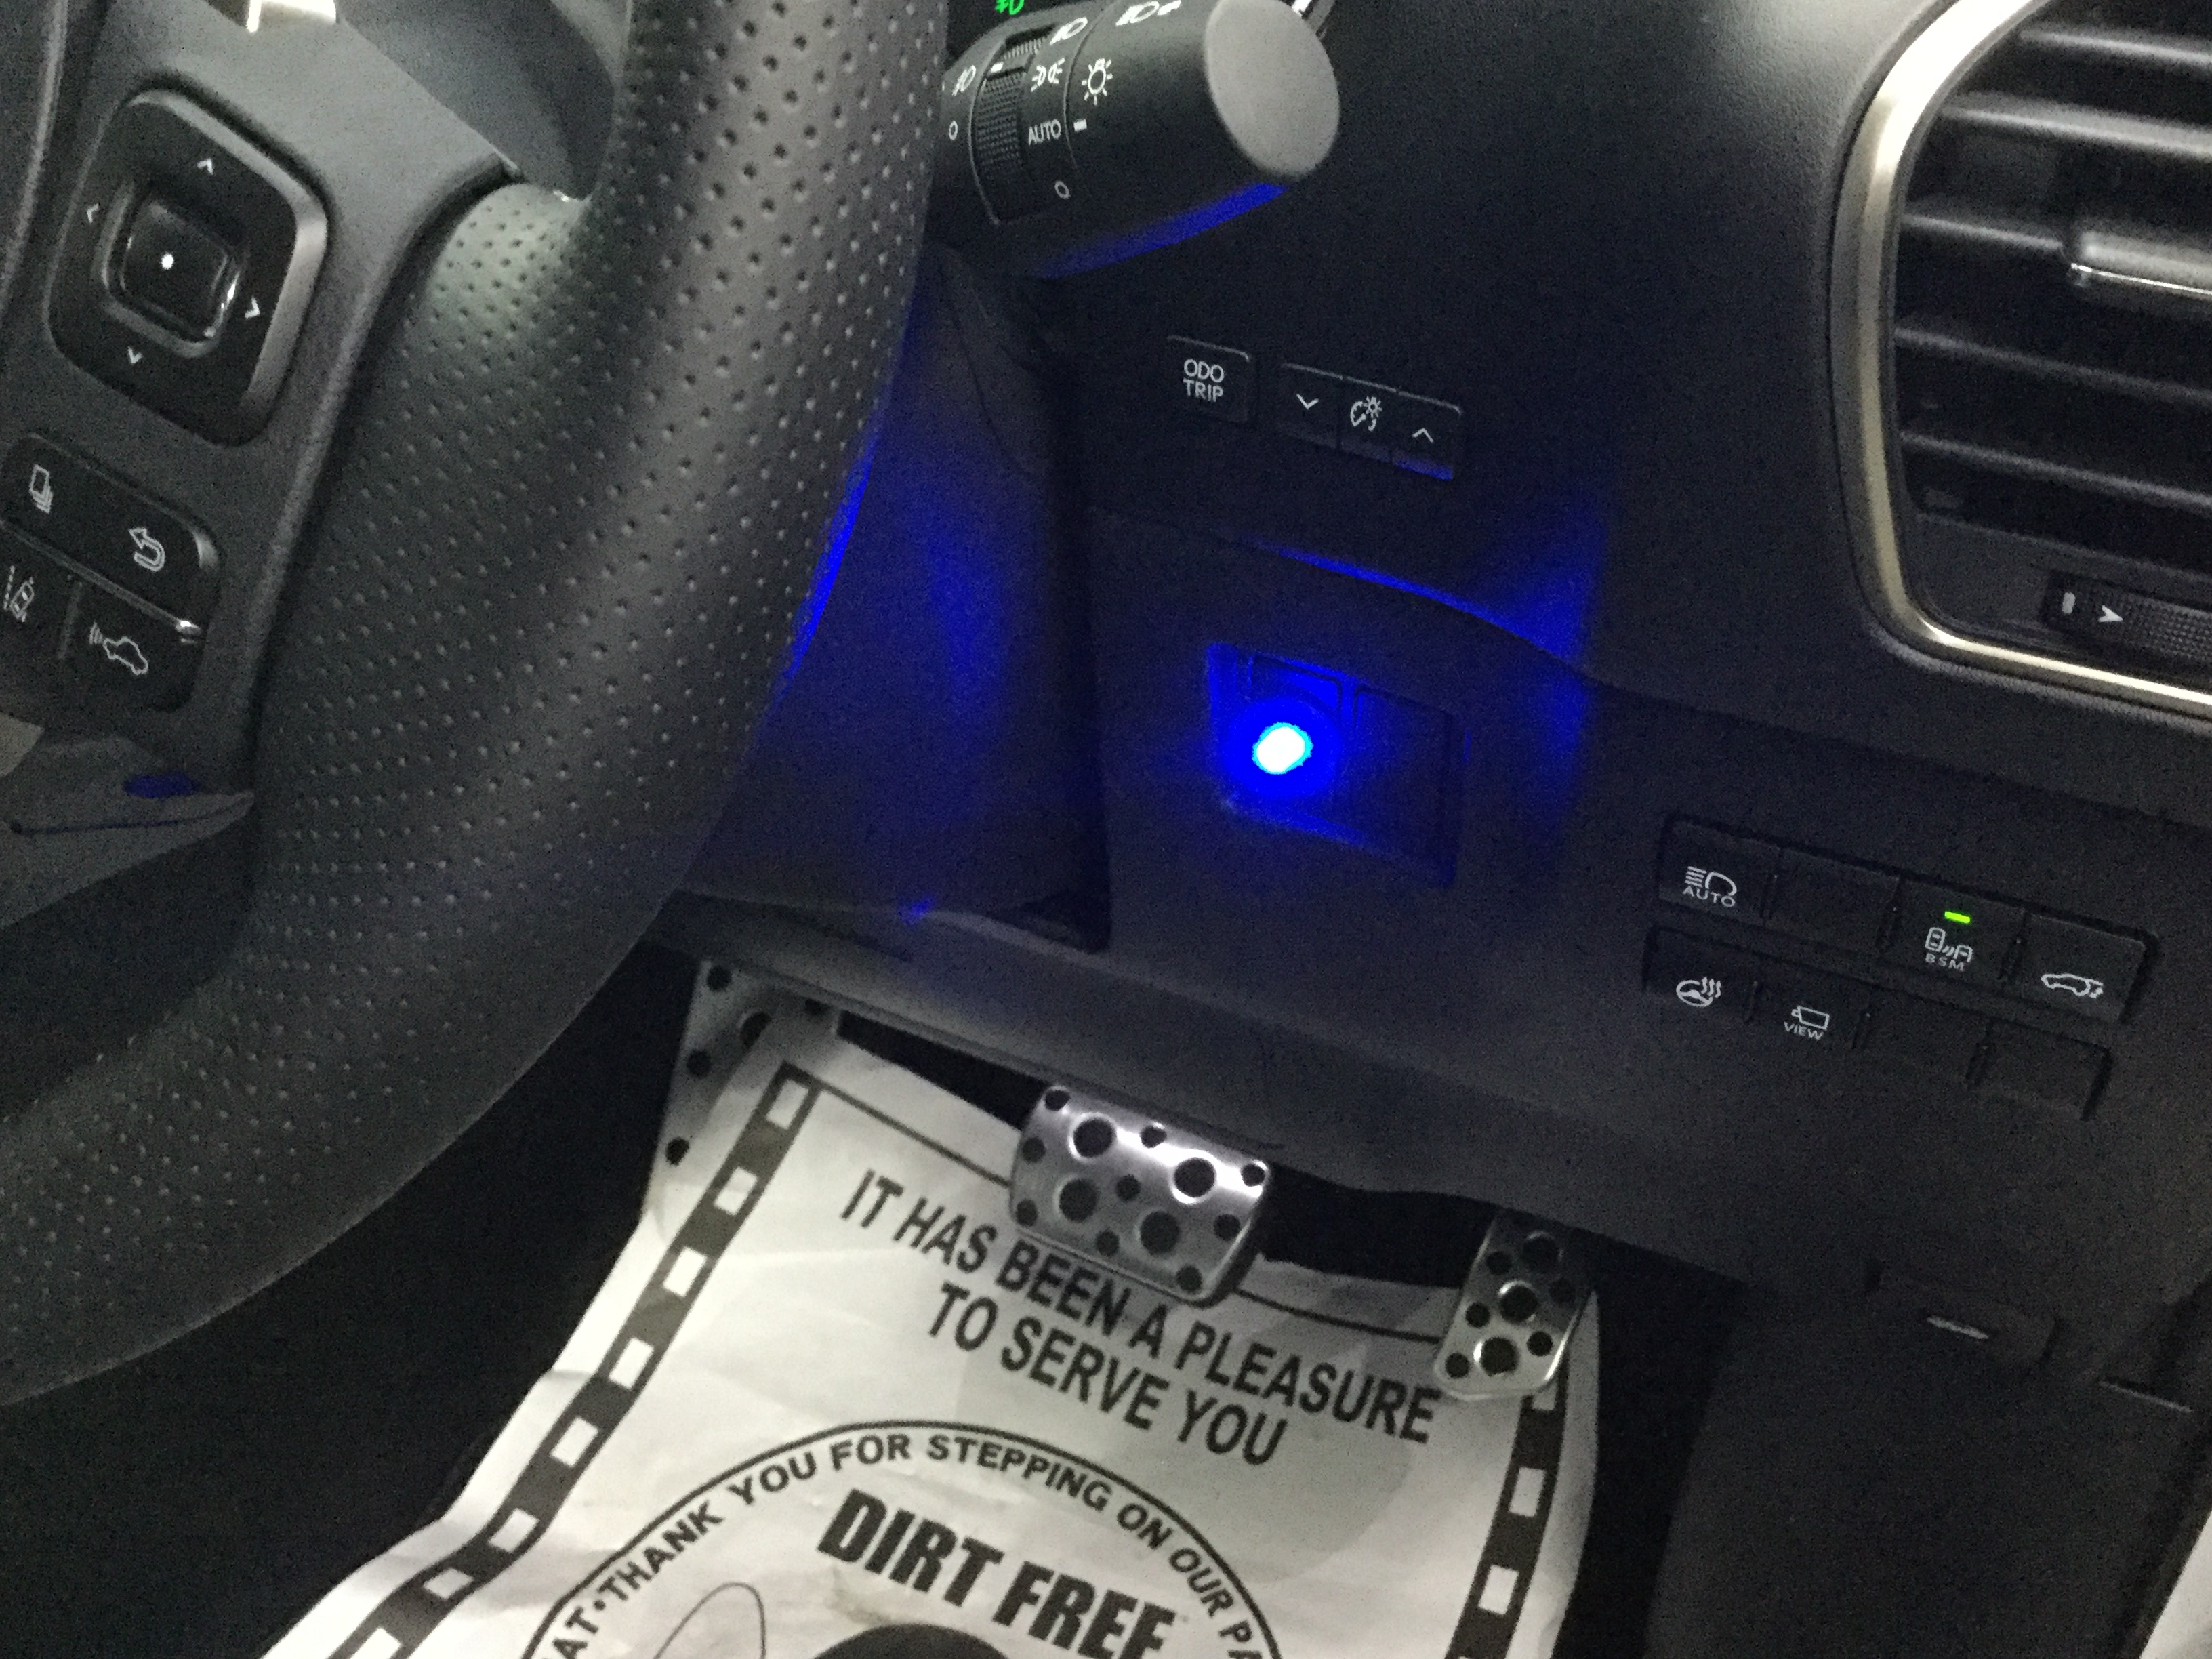 AUTO
ODO
TRIP
AUTO
BSM
VIEW
IT HAS BEEN A PLEASURE
TO SERVE YOU
THANK YOU FOR STEPPING ON OUR
DIRT FREE